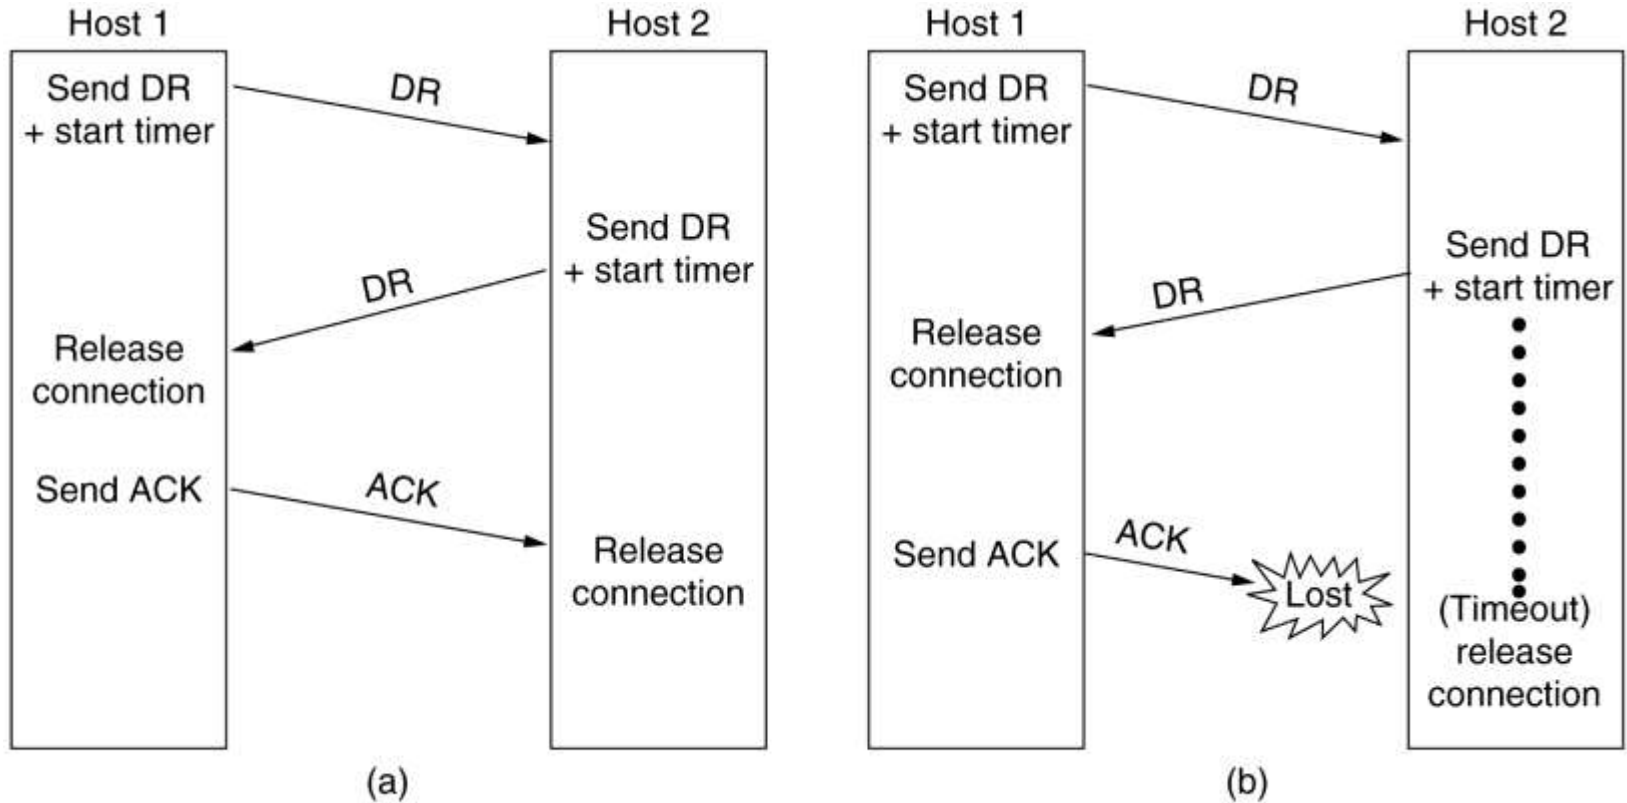 Host 1
Host 2
Send DR
+ start timer
DR
Send DR
+ start timer
DR
Release
connection
Send ACK
ACK
Release
connection
(a)
Host 1
Host 2
Send DR
+ start timer
DR
Send DR
+ start timer
DR
Release
connection
Send ACK
ACK
Lost
(Timeout)
release
connection
(b)